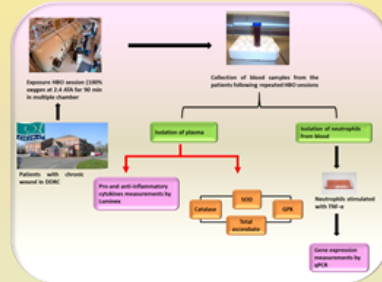 Exposure HBO session (100%
oxygen at 2.4 ATA for 90 min
in multiple chamber
Collection of blood samples from the
patients following repeated HBO sessions
Isolation of plasma
Isolation of neutrophils
from blood
Patients with chronic
wound in DDRC
Pro-and anti-inflammatory
cytokines measurements by
Luminex
SOD
Catalase
GPX
Total
ascorbate
Neutrophils stimulated
with TNF-α
Gene expression
measurements by
qPCR